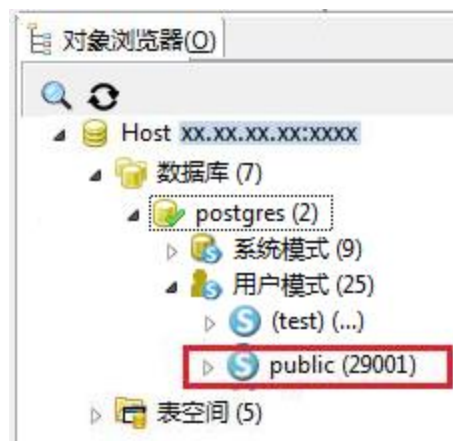 对象浏览器(O)
Host xx.xx.xx.xx:xxxx
数据库 (7)
postgres (2)
系统模式 (9)
用户模式 (25)
(test) (...)
public (29001)
表空间 (5)